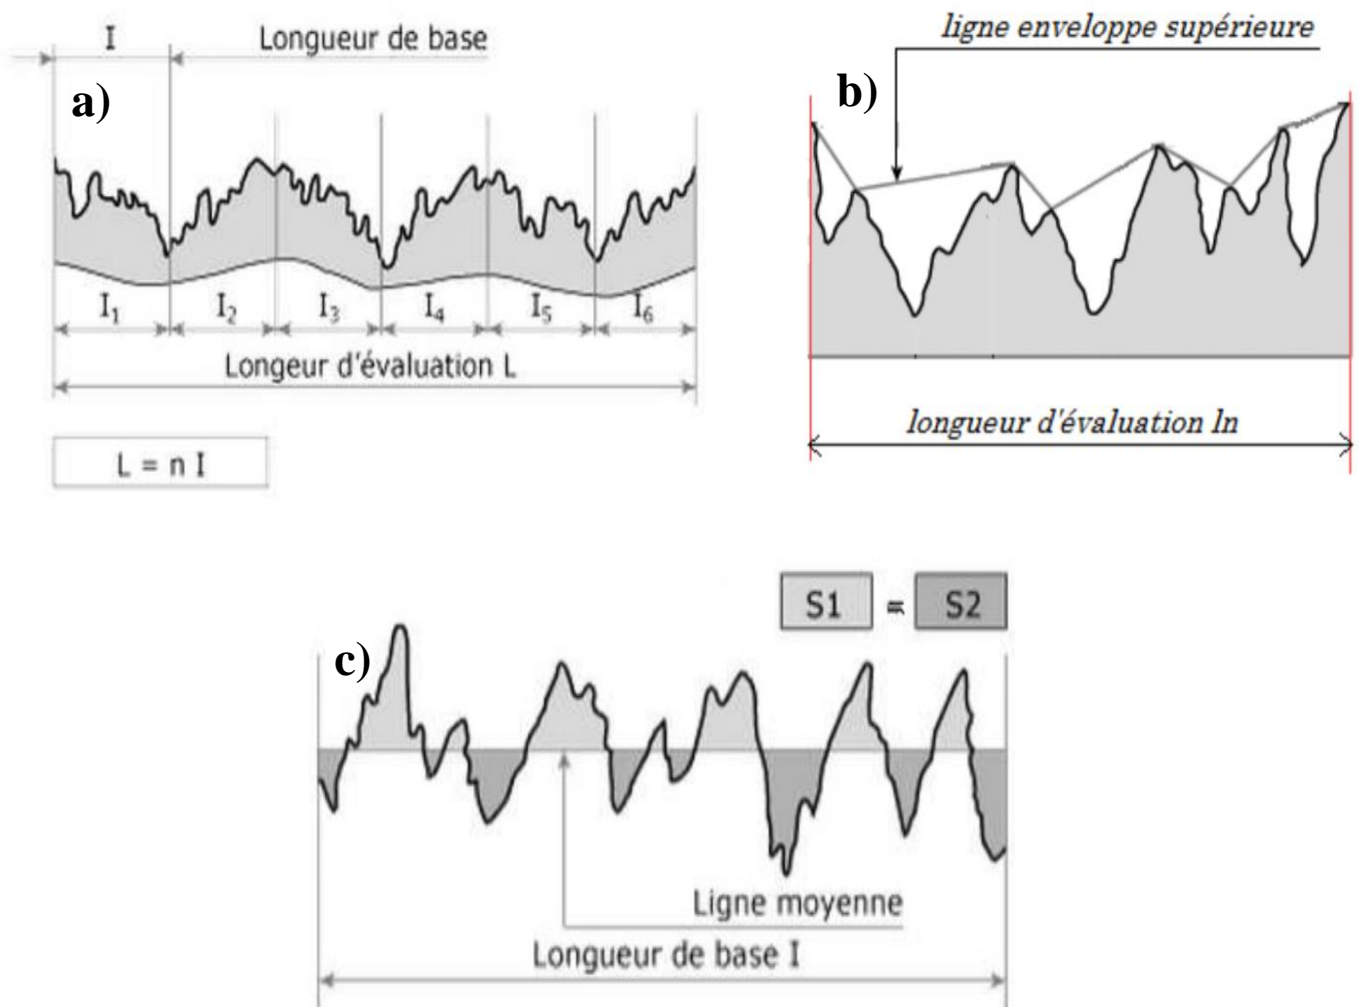 I Longueur de base
a)
I₁ I₂ I₃ I₄ I₅ I₆
Longeur d'évaluation L
L = n I
ligne enveloppe supérieure
b)
longueur d'évaluation ln
S1 = S2
c)
Ligne moyenne
Longueur de base I